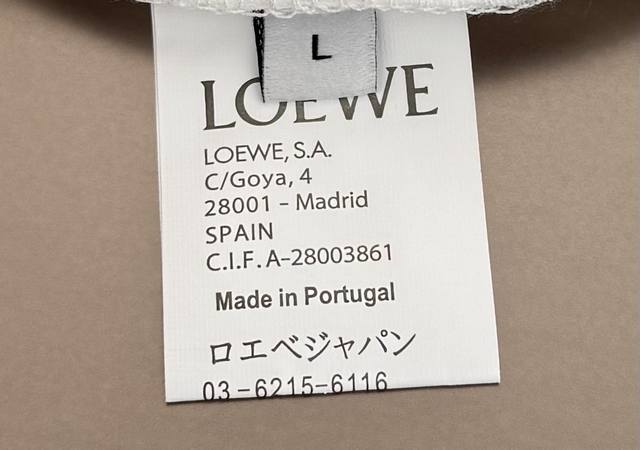 L
LOEWE
LOEWE, S.A.
C/Goya, 4
28001 - Madrid
SPAIN
C.I.F. A-28003861
Made in Portugal
ロエベジャパン
03-6215-6116